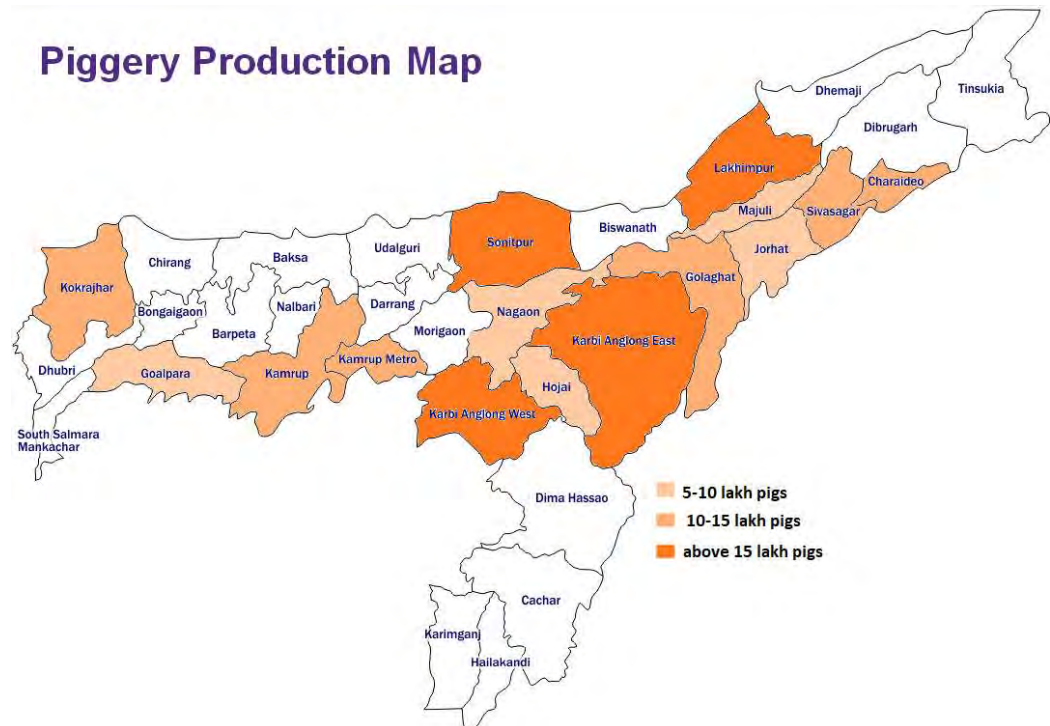 Piggery Production Map
Dhemaji
Tinsukia
Dibrugarh
Lakhimpur
Charaideo
Majuli
Sivasagar
Biswanath
Jorhat
Udalguri
Sonitpur
Baksa
Chirang
Golaghat
Kokrajhar
Nalbari
Darrang
Bongaigaon
Nagaon
Barpeta
Morigaon
Karbi Anglong East
Kamrup Metro
Dhubri
Goalpara
Kamrup
Hojai
Karbi Anglong West
South Salmara
Mankachar
5-10 lakh pigs
Dima Hassao
10-15 lakh pigs
above 15 lakh pigs
Cachar
Karimganj
Hailakandi